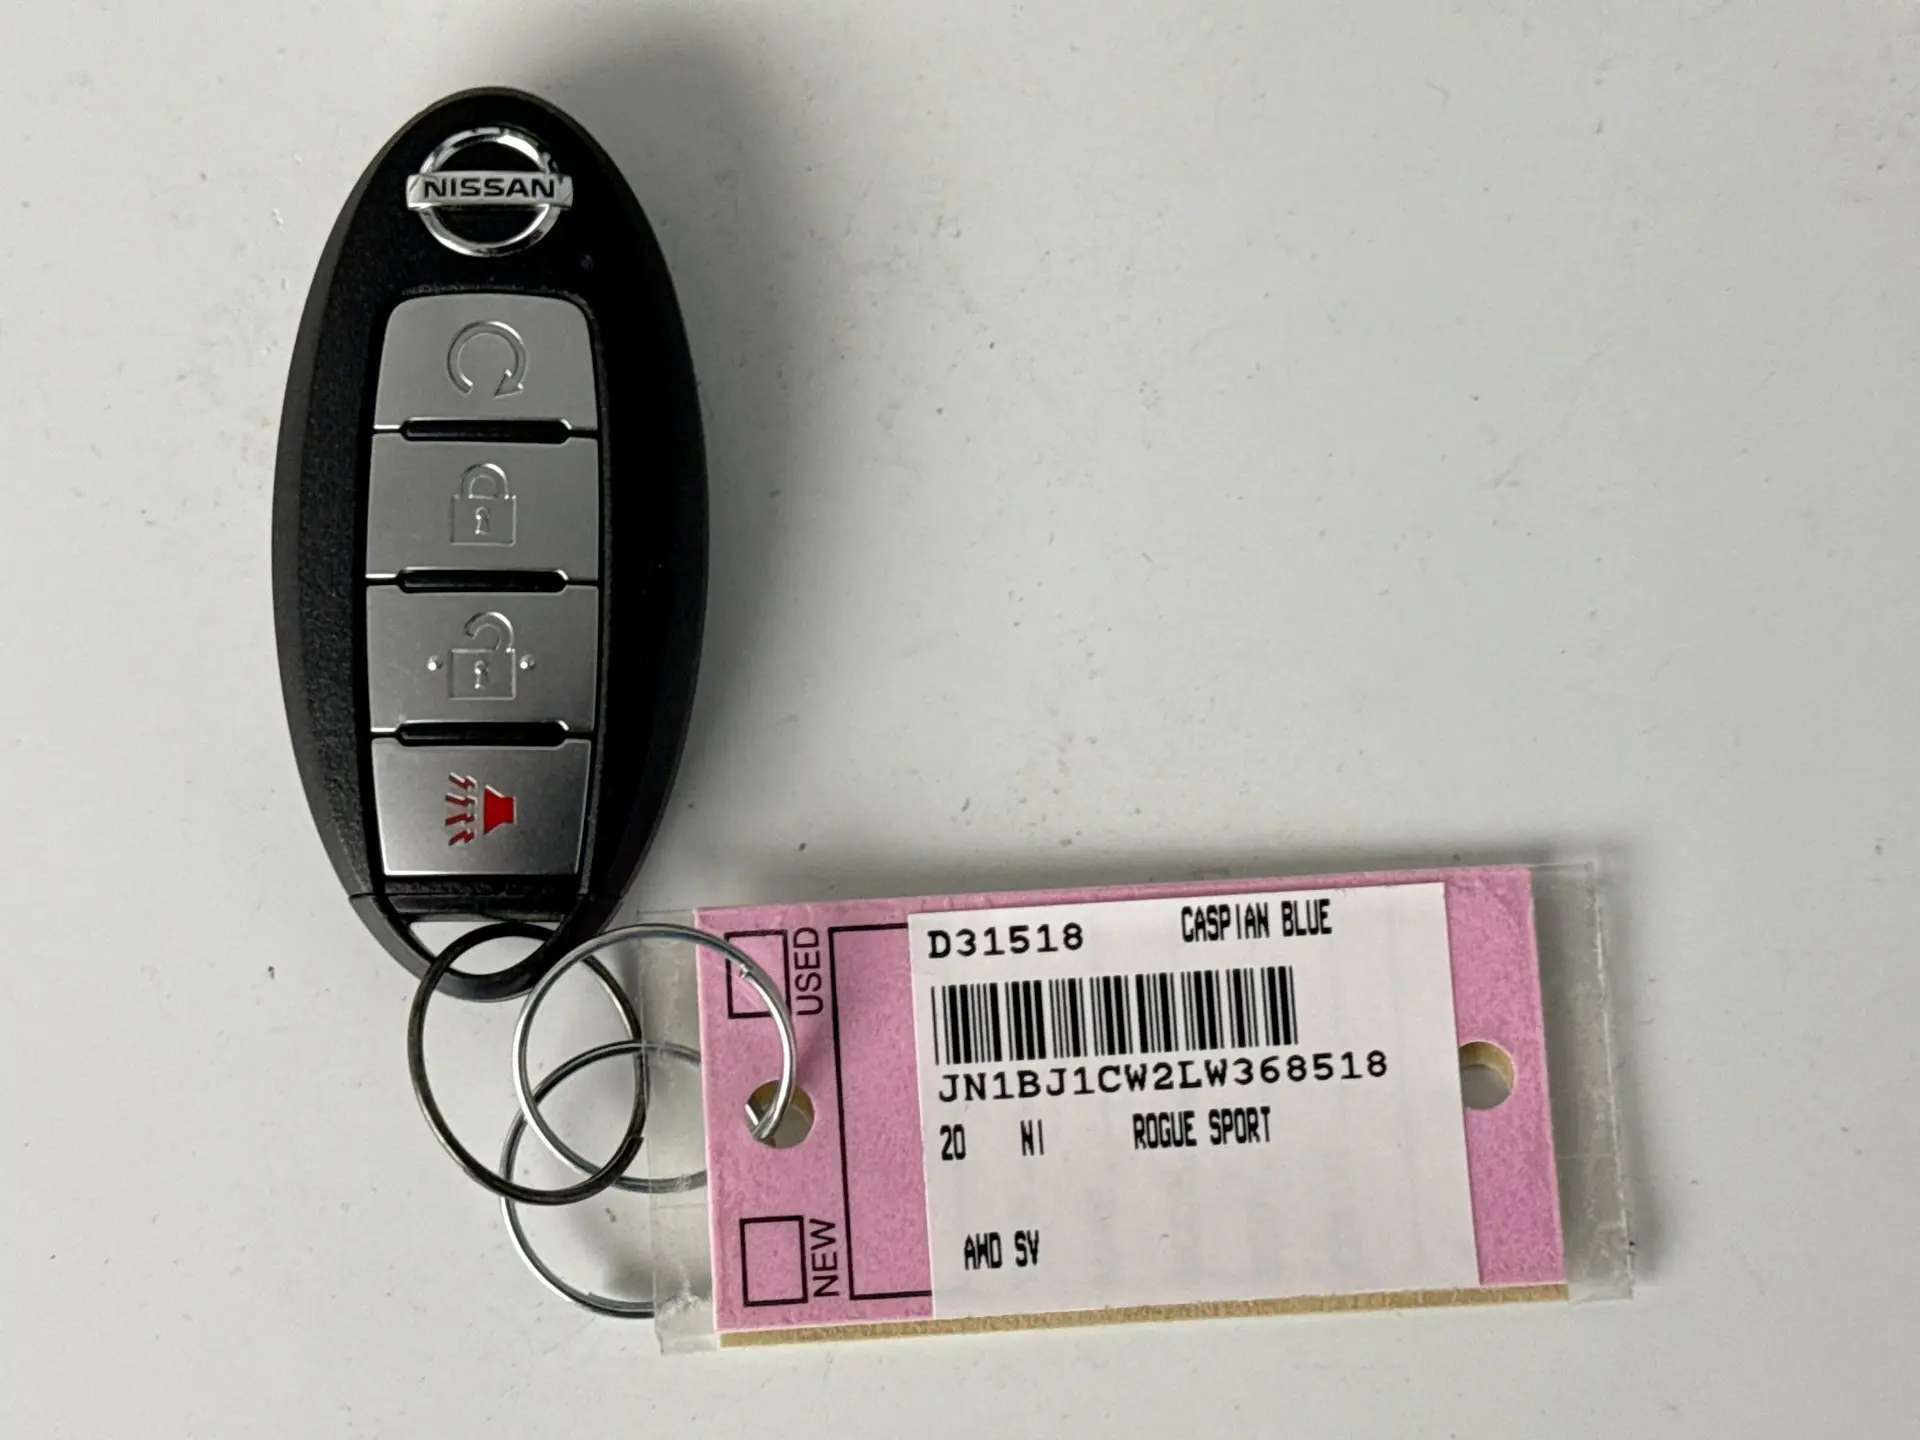 NISSAN
USED
NEW
D31518 CASPIAN BLUE
JN1BJ1CW2LW368518
20 NI ROGUE SPORT
AWD SV